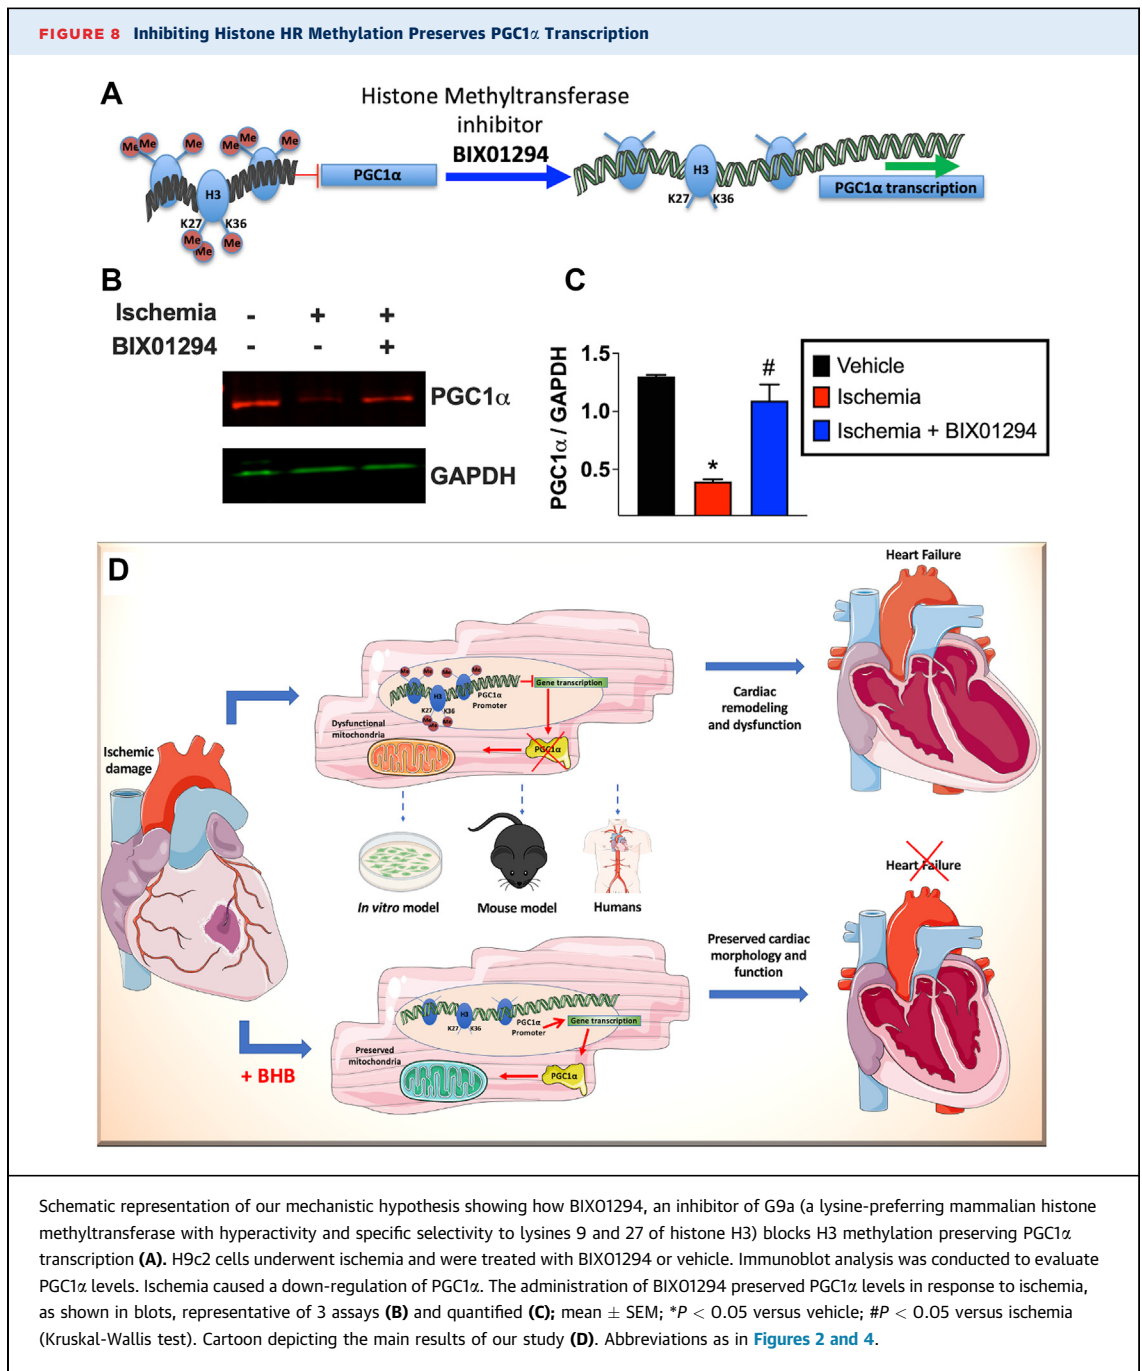 FIGURE 8 Inhibiting Histone HR Methylation Preserves PGC1α Transcription
A
Histone Methyltransferase
inhibitor
BIX01294
Me Me Me Me Me Me
H3
K27 K36
Me Me Me
PGC1α
H3
K27 K36
PGC1α transcription
B
Ischemia - + +
BIX01294 - - +
PGC1α
GAPDH
C
PGC1α / GAPDH
1.5
1.0
0.5
*
#
Vehicle
Ischemia
Ischemia + BIX01294
D
Ischemic
damage
Me Me Me Me
H3
K27 K36
Me Me Me
PGC1α
Promoter
Gene transcription
Dysfunctional
mitochondria
PGC1α
Cardiac
remodeling
and dysfunction
Heart Failure
In vitro model
Mouse model
Humans
+ BHB
H3
K27 K36
PGC1α
Promoter
Gene transcription
Preserved
mitochondria
PGC1α
Preserved cardiac
morphology and
function
Heart Failure
Schematic representation of our mechanistic hypothesis showing how BIX01294, an inhibitor of G9a (a lysine-preferring mammalian histone
methyltransferase with hyperactivity and specific selectivity to lysines 9 and 27 of histone H3) blocks H3 methylation preserving PGC1α
transcription (A). H9c2 cells underwent ischemia and were treated with BIX01294 or vehicle. Immunoblot analysis was conducted to evaluate
PGC1α levels. Ischemia caused a down-regulation of PGC1α. The administration of BIX01294 preserved PGC1α levels in response to ischemia,
as shown in blots, representative of 3 assays (B) and quantified (C); mean ± SEM; *P < 0.05 versus vehicle; #P < 0.05 versus ischemia
(Kruskal-Wallis test). Cartoon depicting the main results of our study (D). Abbreviations as in Figures 2 and 4.